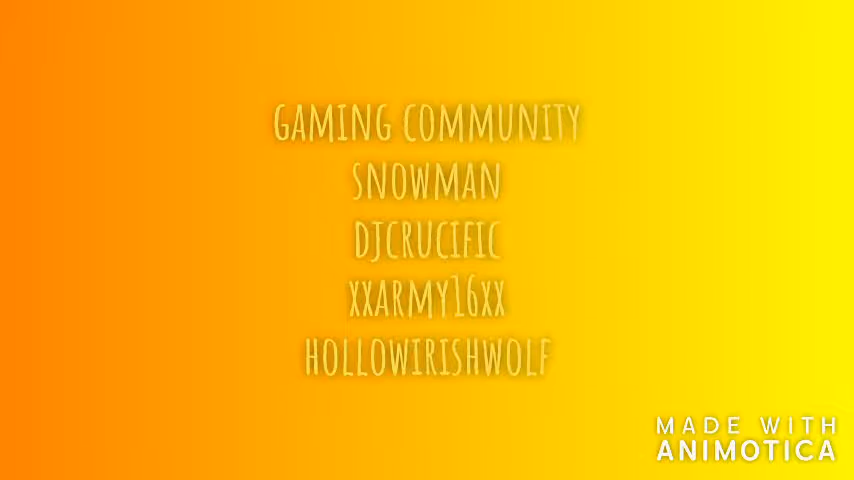 GAMING COMMUNITY
SNOWMAN
DJCRUCIFIC
XXARMY16XX
HOLLOWIRISHWOLF
MADE WITH
ANIMOTICA